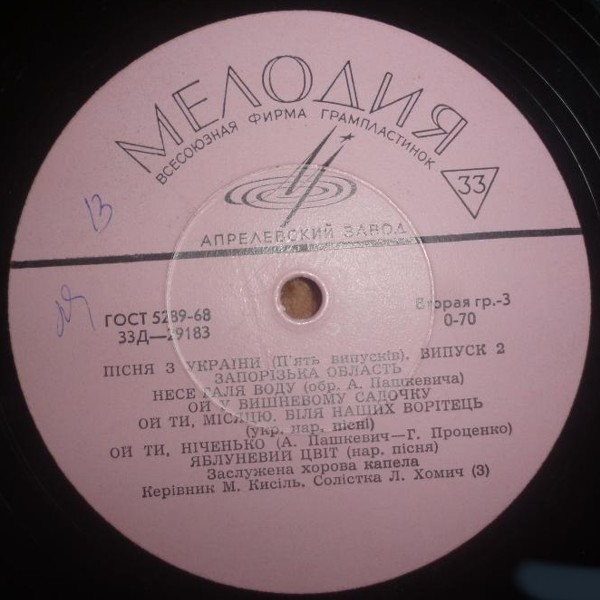 МЕЛОДИЯ
ВСЕСОЮЗНАЯ ФИРМА ГРАМПЛАСТИНОК
33
АПРЕЛЕВСКИЙ ЗАВОД
13
ГОСТ 5289-68
Вторая гр.-3
33Д—29183
0-70
ПІСНЯ З УКРАЇНИ (П'ять випусків). ВИПУСК 2
ЗАПОРІЗЬКА ОБЛАСТЬ
НЕСЕ ГАЛЯ ВОДУ (обр. А. Пашкевича)
ОЙ У ВИШНЕВОМУ САДОЧКУ
ОЙ ТИ, МІСЯЦЮ. БІЛЯ НАШИХ ВОРІТЕЦЬ
(укр. нар. пісні)
ОЙ ТИ, НІЧЕНЬКО (А. Пашкевич—Г. Проценко)
ЯБЛУНЕВИЙ ЦВІТ (нар. пісня)
Заслужена хорова капела
Керівник М. Кисіль. Солістка Л. Хомич (3)